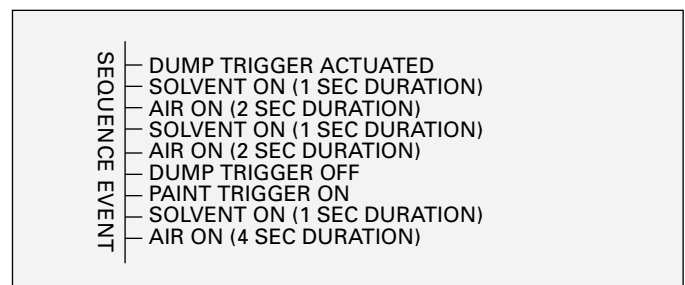 SEQUENCE EVENT
DUMP TRIGGER ACTUATED
SOLVENT ON (1 SEC DURATION)
AIR ON (2 SEC DURATION)
SOLVENT ON (1 SEC DURATION)
AIR ON (2 SEC DURATION)
DUMP TRIGGER OFF
PAINT TRIGGER ON
SOLVENT ON (1 SEC DURATION)
AIR ON (4 SEC DURATION)